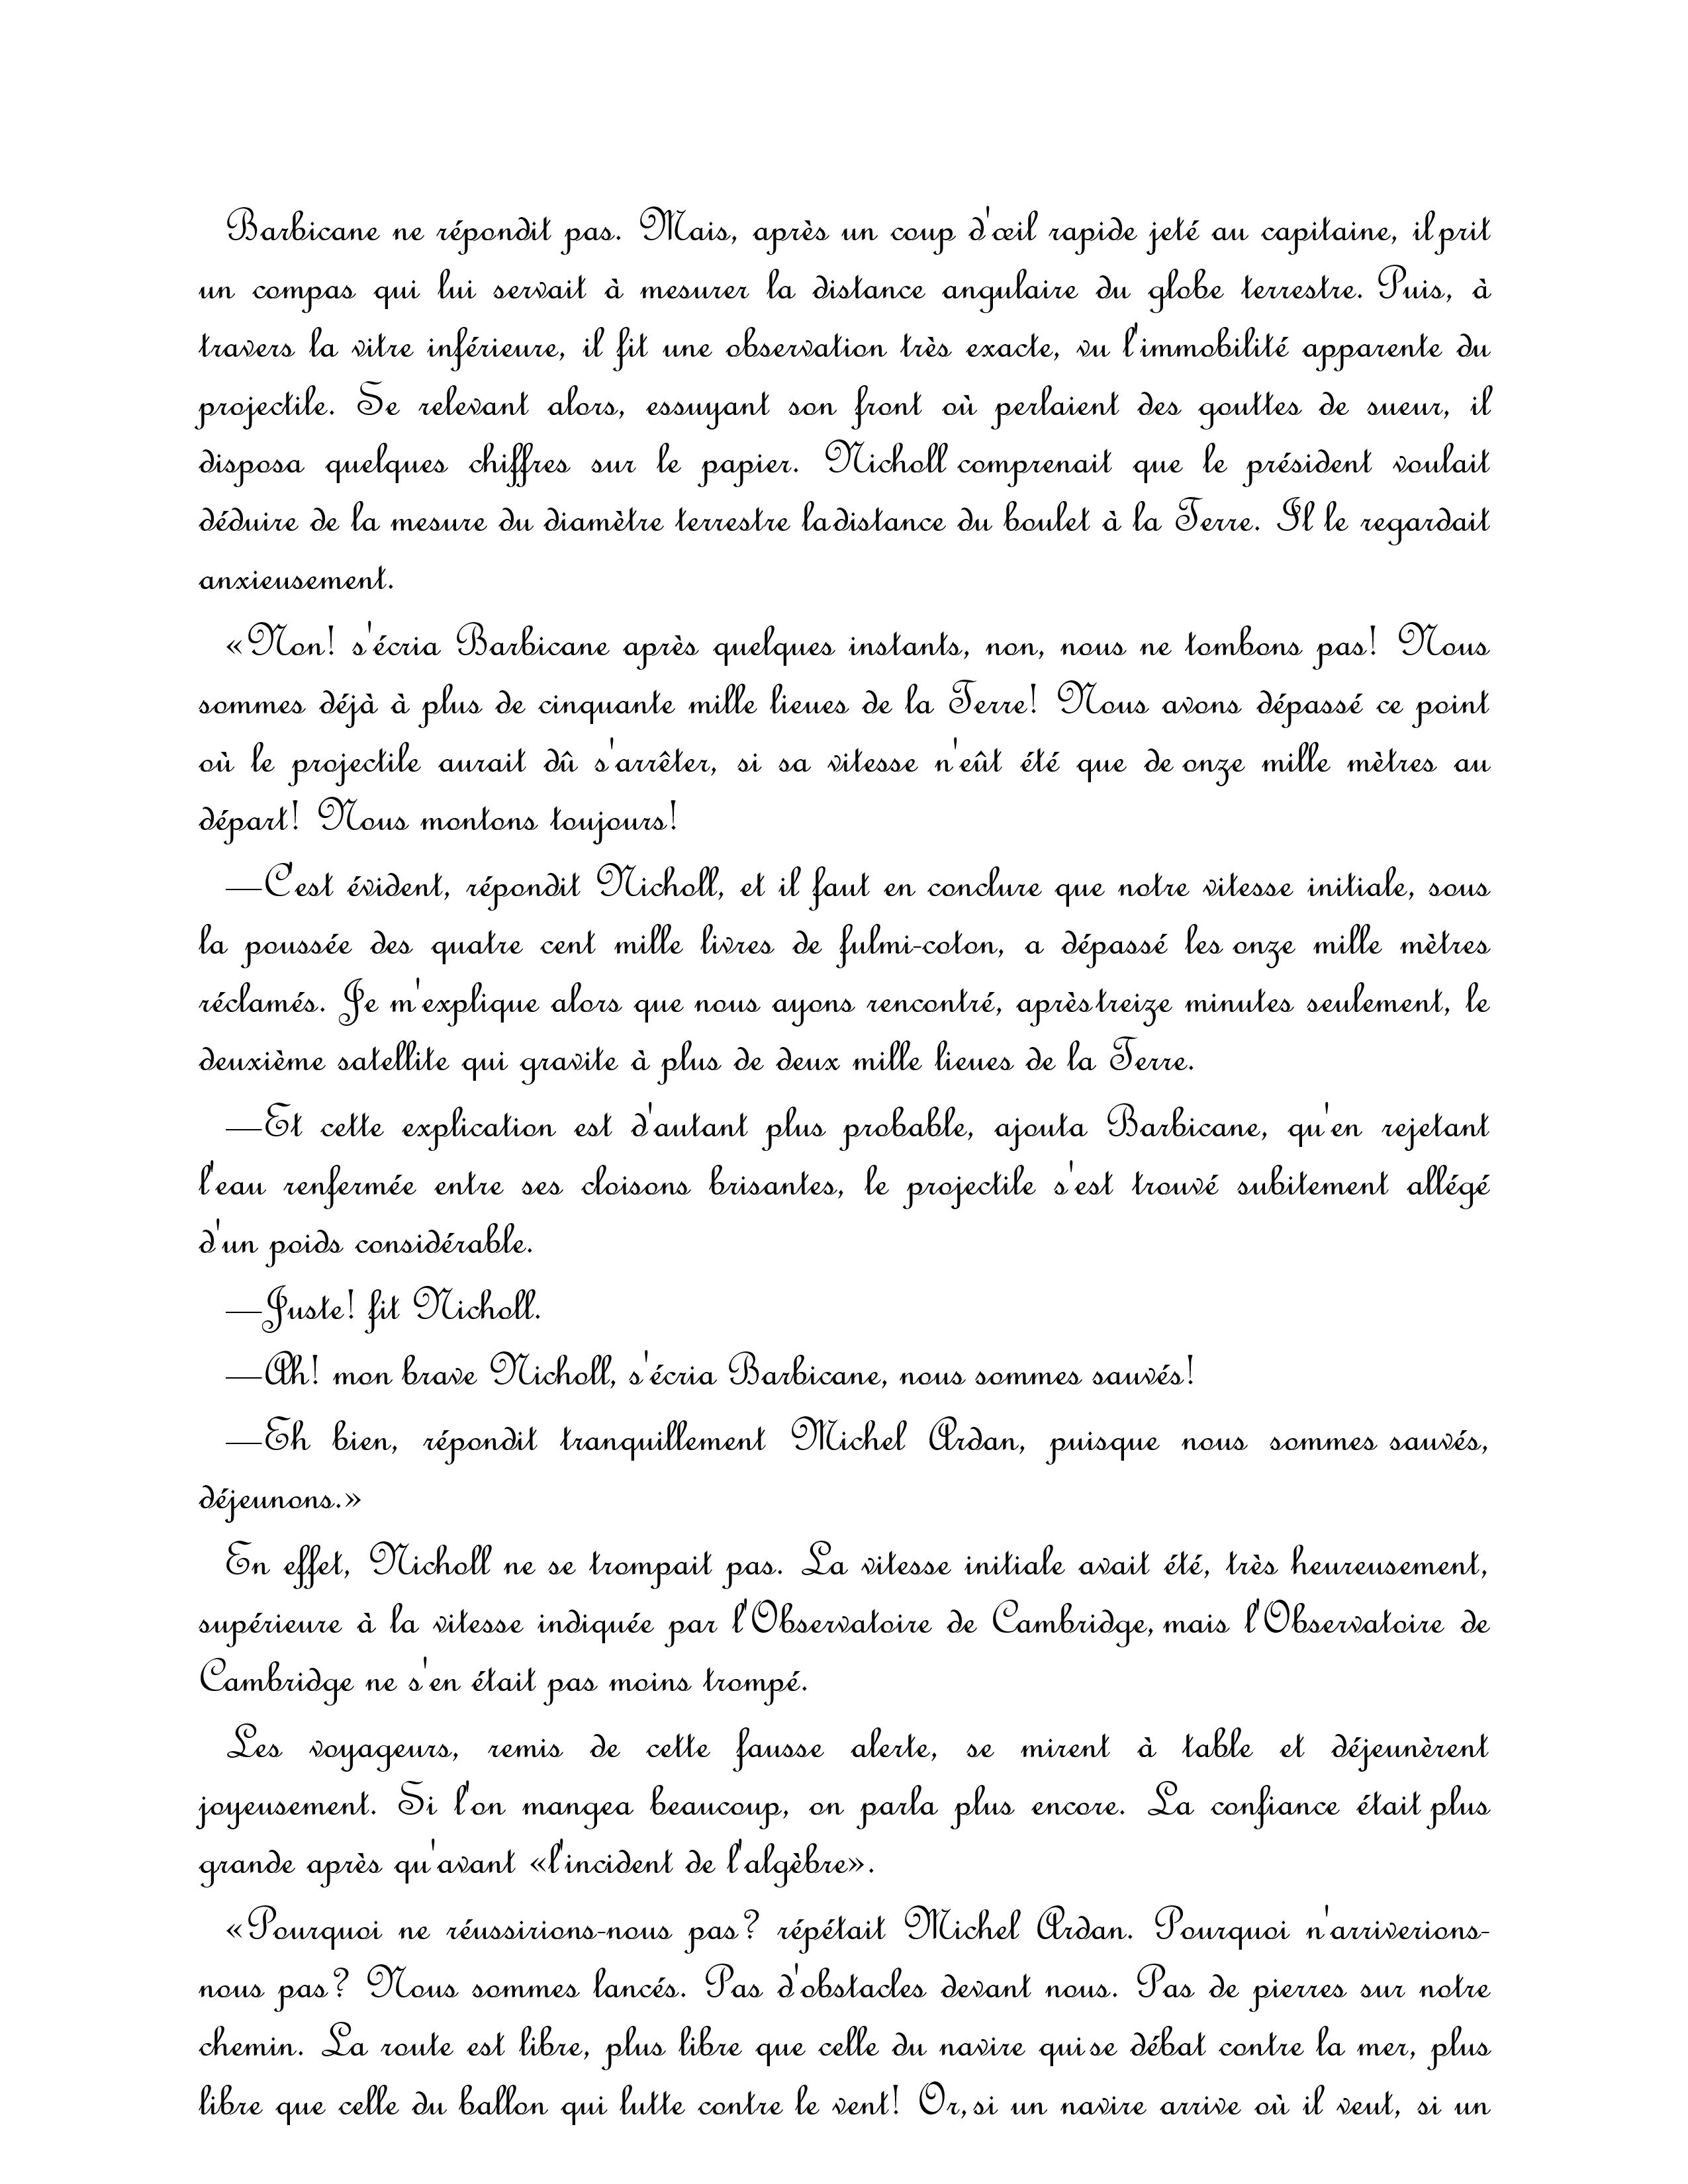 Barbicane ne répondit pas. Mais, après un coup d'œil rapide jeté au capitaine, il prit
un compas qui lui servait à mesurer la distance angulaire du globe terrestre. Puis, à
travers la vitre inférieure, il fit une observation très exacte, vu l'immobilité apparente du
projectile. Se relevant alors, essuyant son front où perlaient des gouttes de sueur, il
disposa quelques chiffres sur le papier. Nicholl comprenait que le président voulait
déduire de la mesure du diamètre terrestre la distance du boulet à la Terre. Il le regardait
anxieusement.
«Non! s'écria Barbicane après quelques instants, non, nous ne tombons pas! Nous
sommes déjà à plus de cinquante mille lieues de la Terre! Nous avons dépassé ce point
où le projectile aurait dû s'arrêter, si sa vitesse n'eût été que de onze mille mètres au
départ! Nous montons toujours!
—C'est évident, répondit Nicholl, et il faut en conclure que notre vitesse initiale, sous
la poussée des quatre cent mille livres de fulmi-coton, a dépassé les onze mille mètres
réclamés. Je m'explique alors que nous ayons rencontré, après treize minutes seulement, le
deuxième satellite qui gravite à plus de deux mille lieues de la Terre.
—Et cette explication est d'autant plus probable, ajouta Barbicane, qu'en rejetant
l'eau renfermée entre ses cloisons brisantes, le projectile s'est trouvé subitement allégé
d'un poids considérable.
—Juste! fit Nicholl.
—Ah! mon brave Nicholl, s'écria Barbicane, nous sommes sauvés!
—Eh bien, répondit tranquillement Michel Ardan, puisque nous sommes sauvés,
déjeunons.»
En effet, Nicholl ne se trompait pas. La vitesse initiale avait été, très heureusement,
supérieure à la vitesse indiquée par l'Observatoire de Cambridge, mais l'Observatoire de
Cambridge ne s'en était pas moins trompé.
Les voyageurs, remis de cette fausse alerte, se mirent à table et déjeunèrent
joyeusement. Si l'on mangea beaucoup, on parla plus encore. La confiance était plus
grande après qu'avant «l'incident de l'algèbre».
«Pourquoi ne réussirions-nous pas? répétait Michel Ardan. Pourquoi n'arriverions-
nous pas? Nous sommes lancés. Pas d'obstacles devant nous. Pas de pierres sur notre
chemin. La route est libre, plus libre que celle du navire qui se débat contre la mer, plus
libre que celle du ballon qui lutte contre le vent! Or, si un navire arrive où il veut, si un